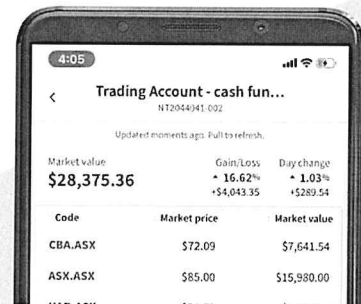 4:05
Trading Account - cash fun...
NT2044941-002
Updated moments ago. Pull to refresh.
Market value Gain/Loss Day change
$28,375.36 16.62% 1.03%
+$4,043.35 +$289.54
Code Market price Market value
CBA.ASX $72.09 $7,641.54
ASX.ASX $85.00 $15,980.00